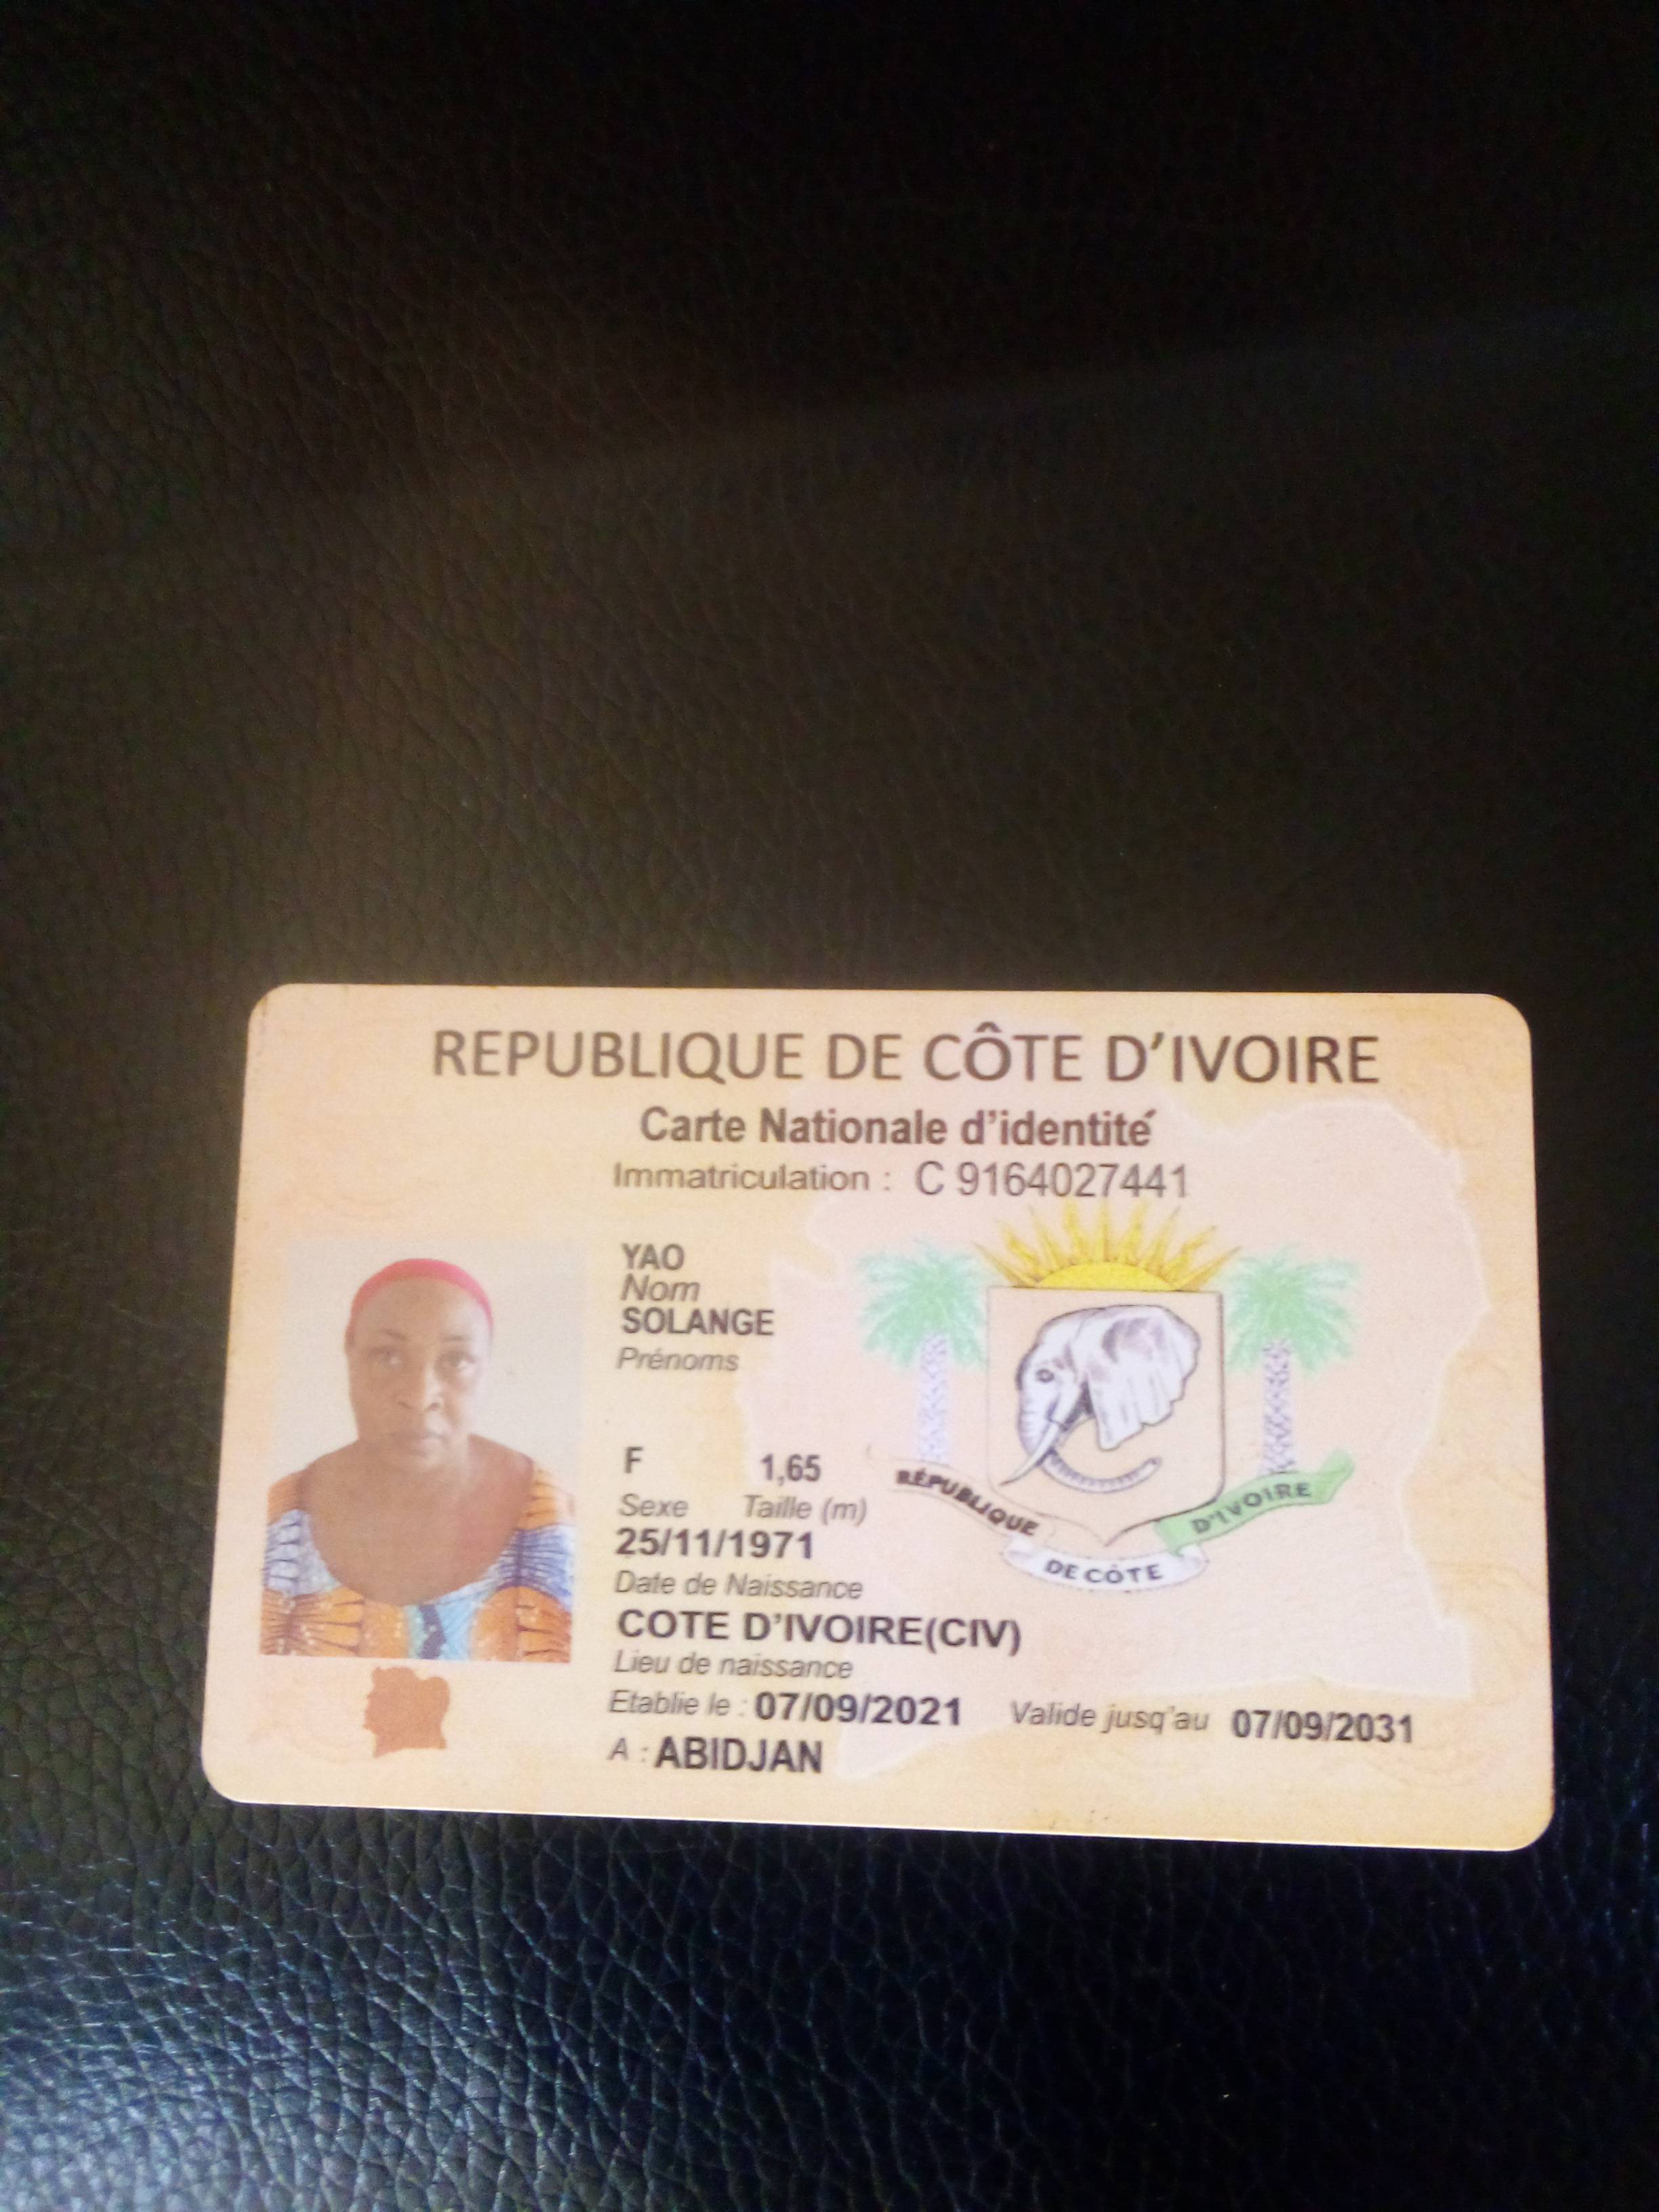 REPUBLIQUE DE CÔTE D'IVOIRE
Carte Nationale d'identité
Immatriculation : C 9164027441
YAO
Nom
SOLANGE
Prénoms
F 1,65
Sexe Taille (m)
25/11/1971
Date de Naissance
COTE D'IVOIRE(CIV)
Lieu de naissance
Etablie le : 07/09/2021 Valide jusq'au 07/09/2031
A : ABIDJAN
RÉPUBLIQUE
DE CÔTE
D'IVOIRE